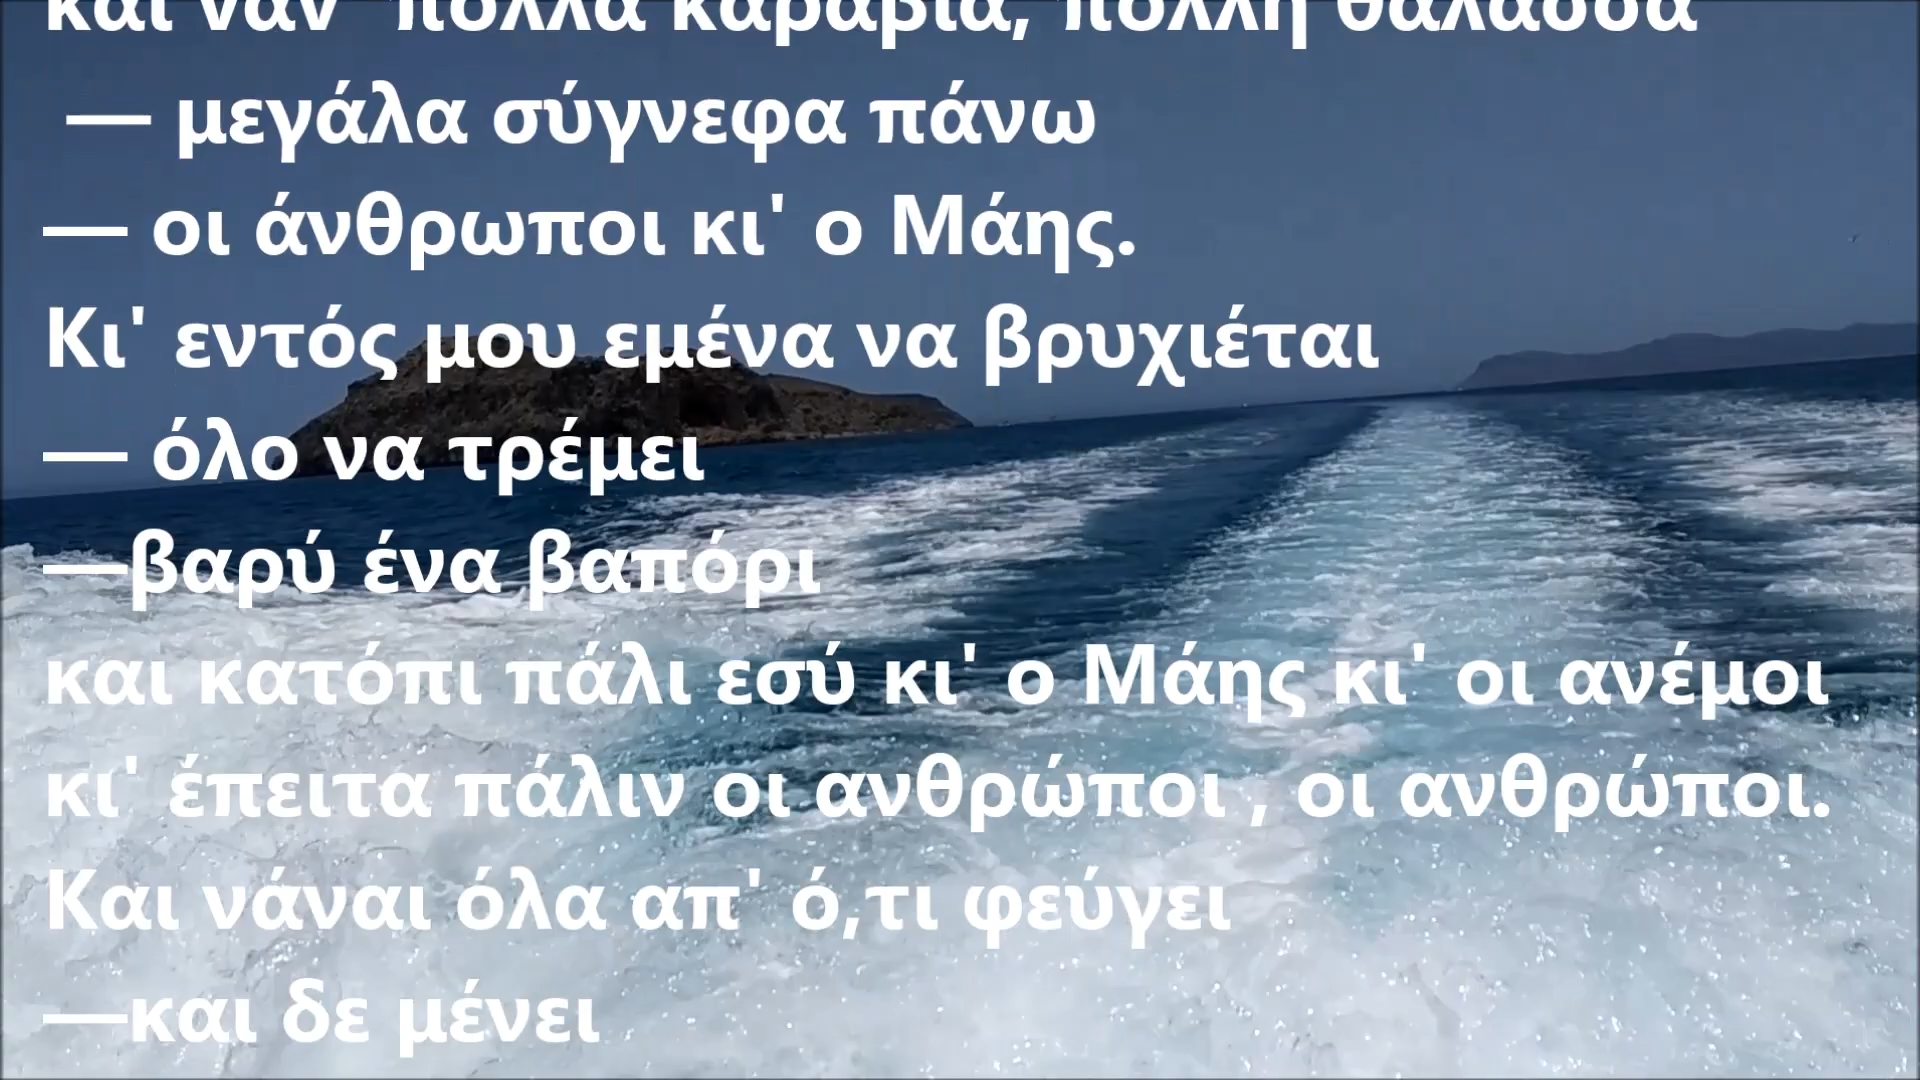 και ναν' πολλά καράβια, πολλή θάλασσα
— μεγάλα σύγνεφα πάνω
— οι άνθρωποι κι' ο Μάης.
Κι' εντός μου εμένα να βρυχιέται
— όλο να τρέμει
—βαρύ ένα βαπόρι
και κατόπι πάλι εσύ κι' ο Μάης κι' οι ανέμοι
κι' έπειτα πάλιν οι ανθρώποι , οι ανθρώποι.
Και νάναι όλα απ' ό,τι φεύγει
—και δε μένει